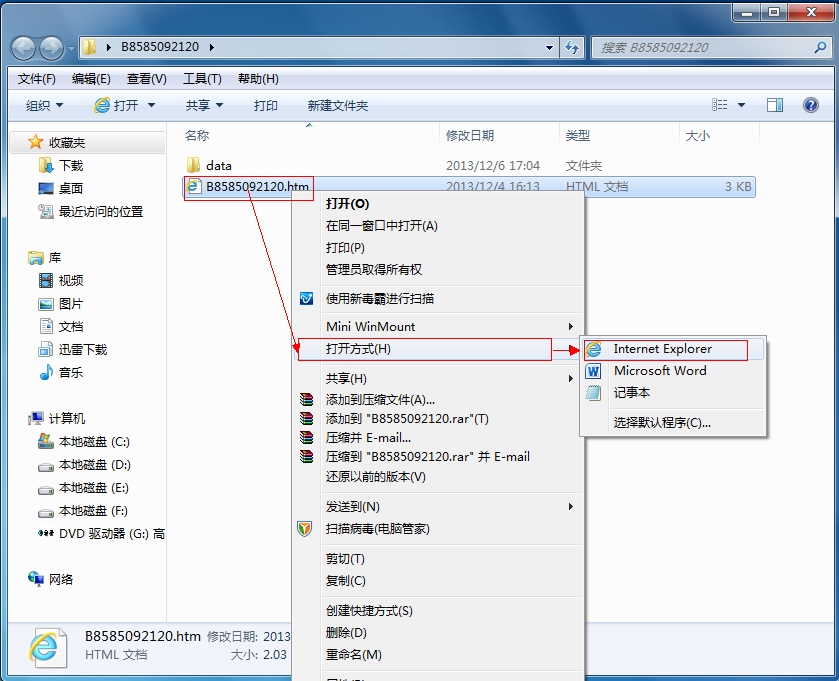 B8585092120
搜索 B8585092120
文件(F) 编辑(E) 查看(V) 工具(T) 帮助(H)
组织 打开 共享 打印 新建文件夹
名称 修改日期 类型 大小
收藏夹
下载
桌面
最近访问的位置
库
视频
图片
文档
迅雷下载
音乐
计算机
本地磁盘 (C:)
本地磁盘 (D:)
本地磁盘 (E:)
本地磁盘 (F:)
DVD 驱动器 (G:) 高
网络
data 2013/12/6 17:04 文件夹
B8585092120.htm 2013/12/4 16:13 HTML 文档 3 KB
打开(O)
在同一窗口中打开(A)
打印(P)
管理员取得所有权
使用新毒霸进行扫描
Mini WinMount
打开方式(H)
共享(H)
添加到压缩文件(A)...
添加到 "B8585092120.rar"(T)
压缩并 E-mail...
压缩到 "B8585092120.rar" 并 E-mail
还原以前的版本(V)
发送到(N)
扫描病毒(电脑管家)
剪切(T)
复制(C)
创建快捷方式(S)
删除(D)
重命名(M)
Internet Explorer
Microsoft Word
记事本
选择默认程序(C)...
B8585092120.htm 修改日期: 2013
HTML 文档 大小: 2.03